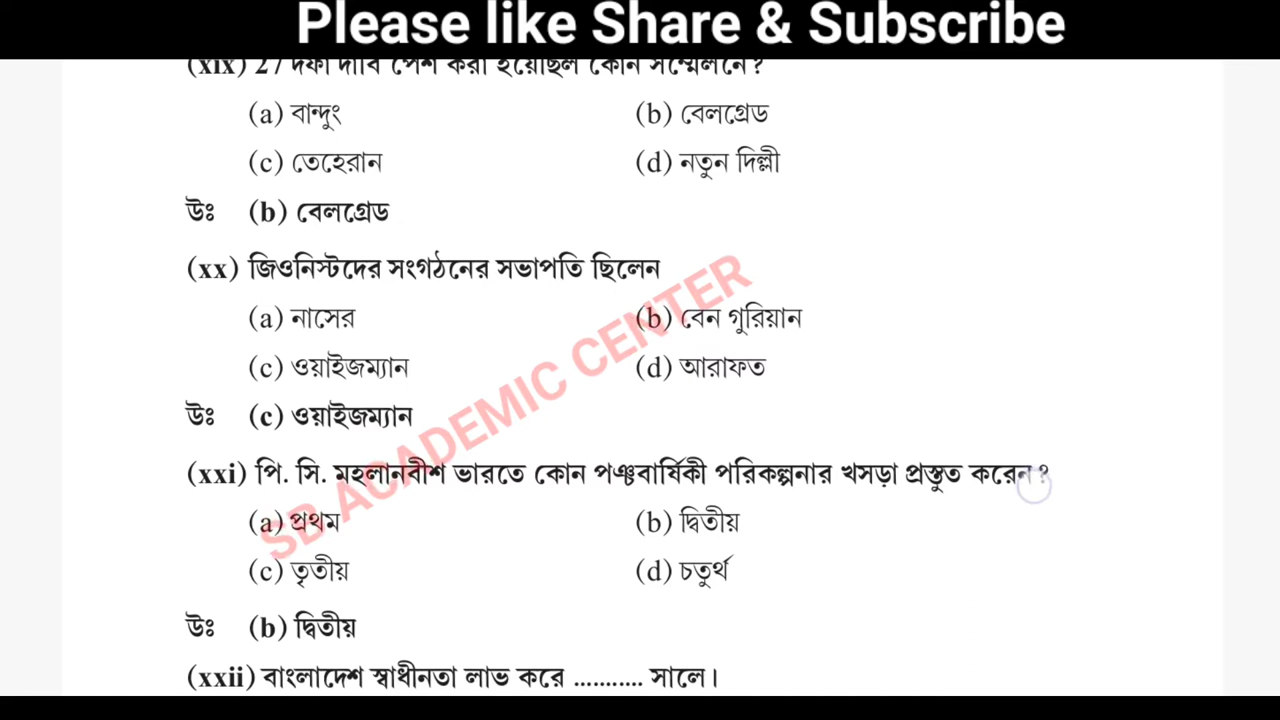 Please like Share & Subscribe
(xix) 27 দফা দাবি পেশ করা হয়েছিল কোন সম্মেলনে?
(a) বান্দুং (b) বেলগ্রেড
(c) তেহেরান (d) নতুন দিল্লী
উঃ (b) বেলগ্রেড
(xx) জিওনিস্টদের সংগঠনের সভাপতি ছিলেন
(a) নাসের (b) বেন গুরিয়ান
(c) ওয়াইজম্যান (d) আরাফত
উঃ (c) ওয়াইজম্যান
(xxi) পি. সি. মহলানবীশ ভারতে কোন পঞ্চবার্ষিকী পরিকল্পনার খসড়া প্রস্তুত করেন?
(a) প্রথম (b) দ্বিতীয়
(c) তৃতীয় (d) চতুর্থ
উঃ (b) দ্বিতীয়
(xxii) বাংলাদেশ স্বাধীনতা লাভ করে ........... সালে।
SB ACADEMIC CENTER